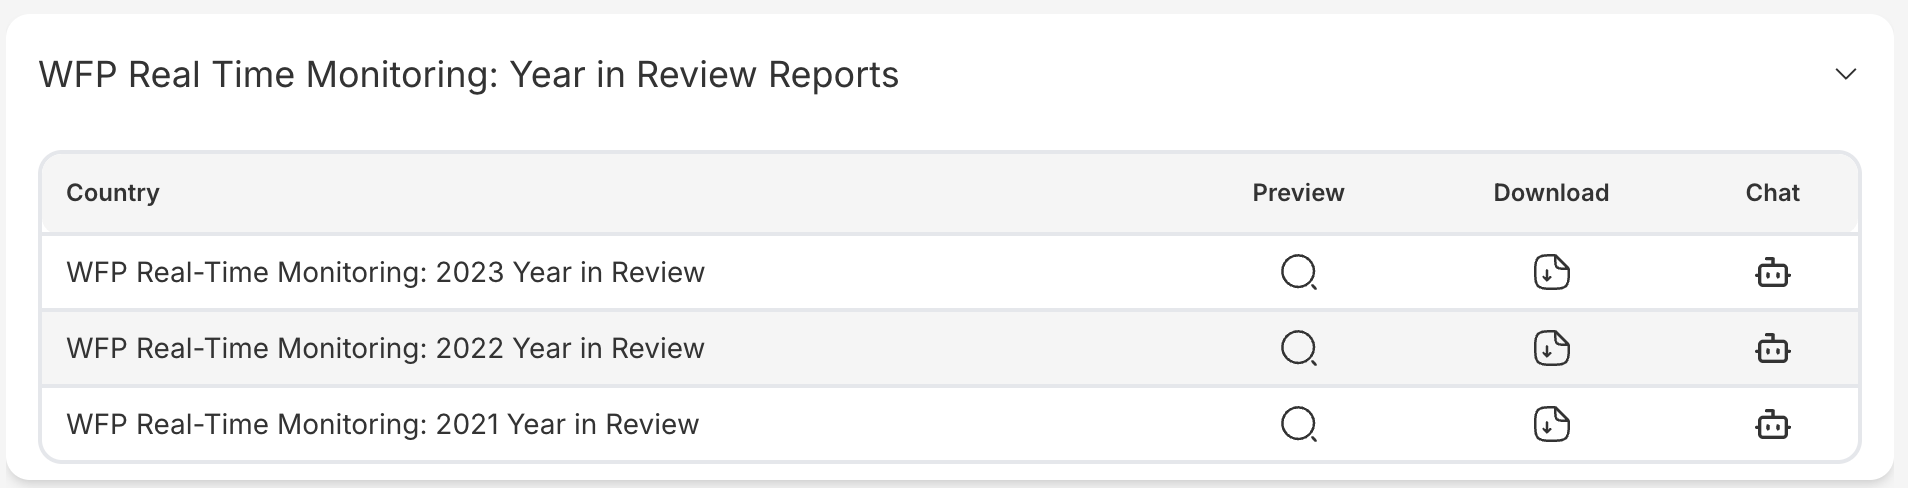 WFP Real Time Monitoring: Year in Review Reports
Country Preview Download Chat
WFP Real-Time Monitoring: 2023 Year in Review
WFP Real-Time Monitoring: 2022 Year in Review
WFP Real-Time Monitoring: 2021 Year in Review